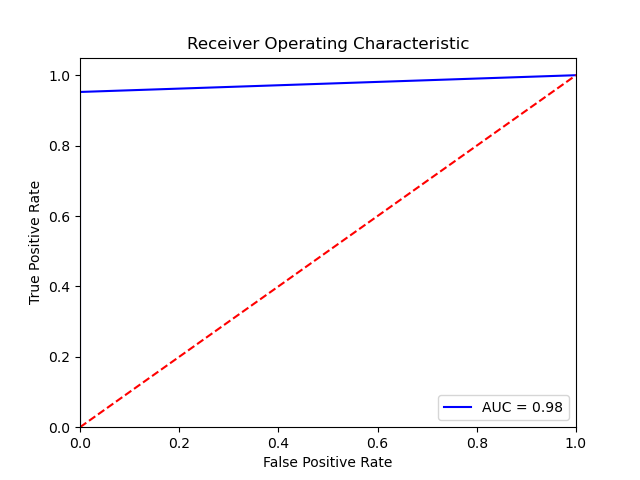 Receiver Operating Characteristic
True Positive Rate
1.0
0.8
0.6
0.4
0.2
0.0
AUC = 0.98
0.0 0.2 0.4 0.6 0.8 1.0
False Positive Rate